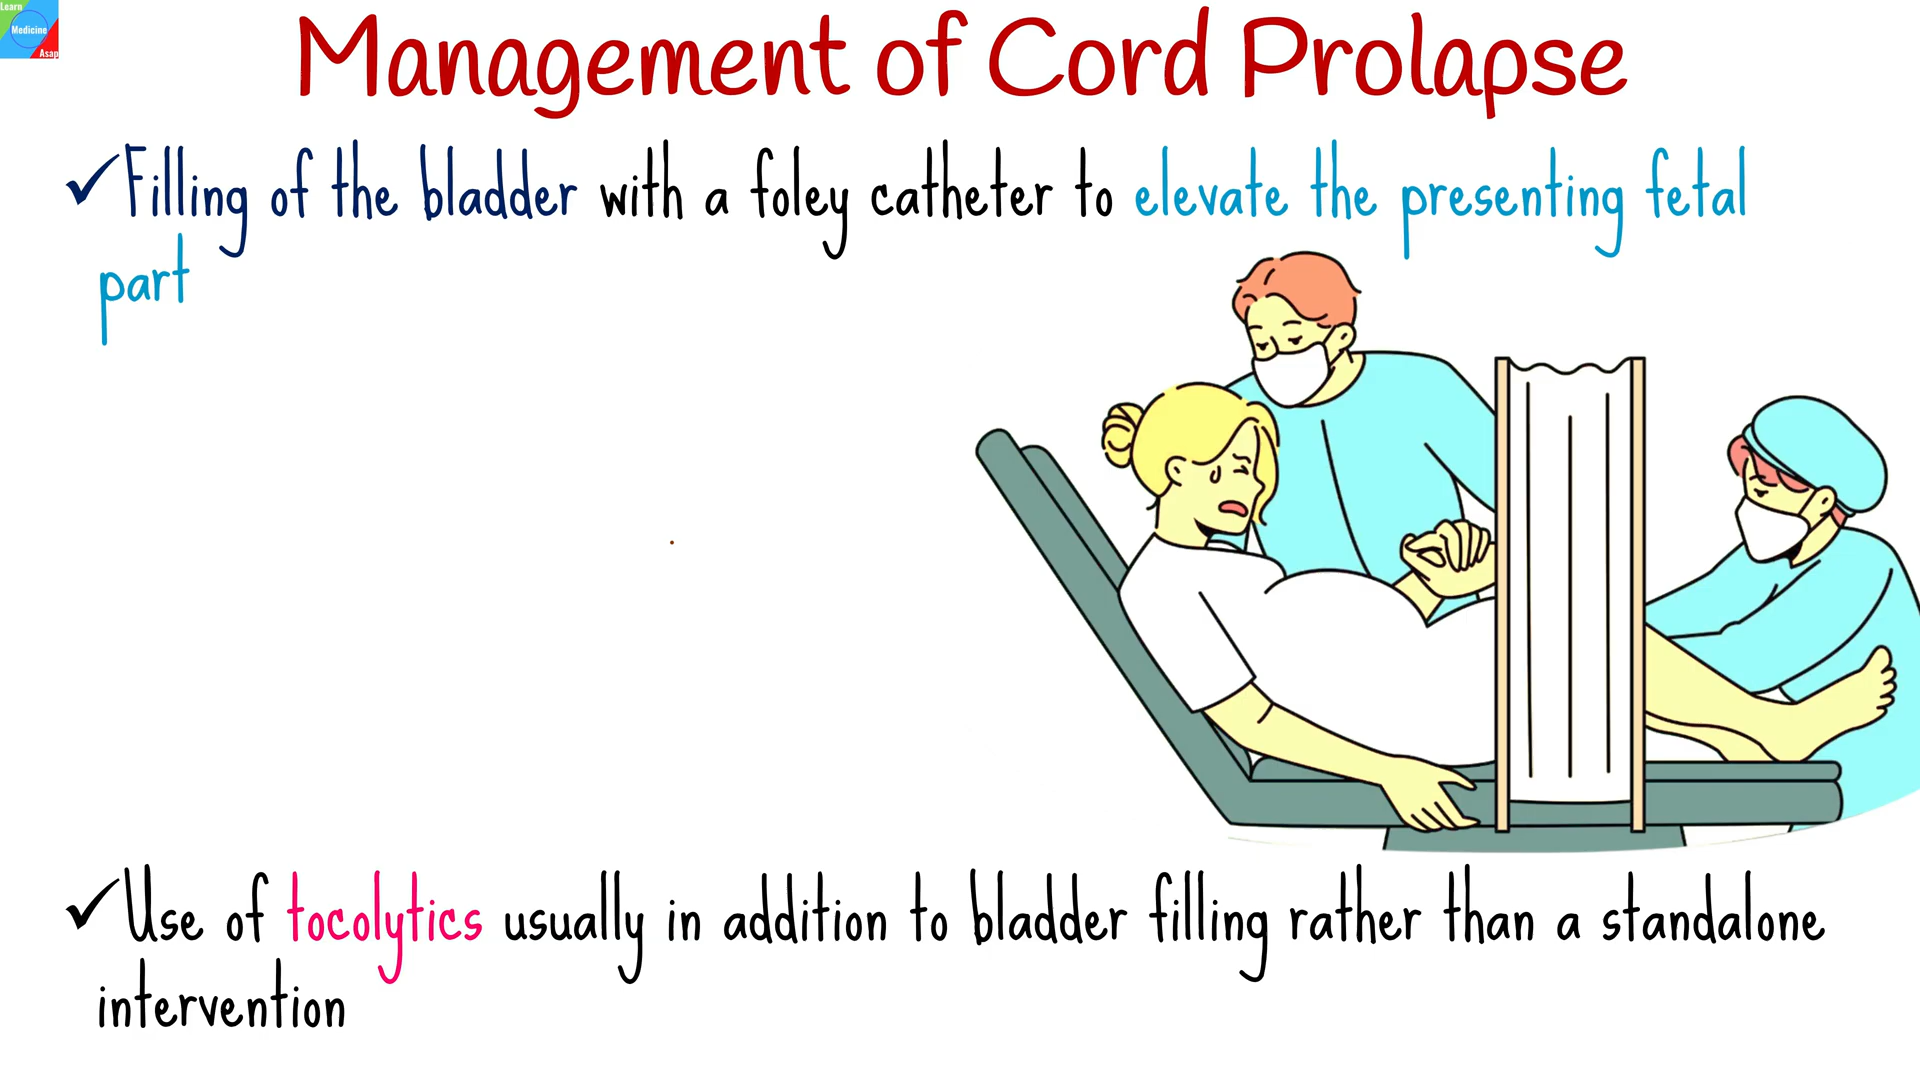 Learn
Medicine
Asap
Management of Cord Prolapse
✓Filling of the bladder with a foley catheter to elevate the presenting fetal
part
✓Use of tocolytics usually in addition to bladder filling rather than a standalone
intervention